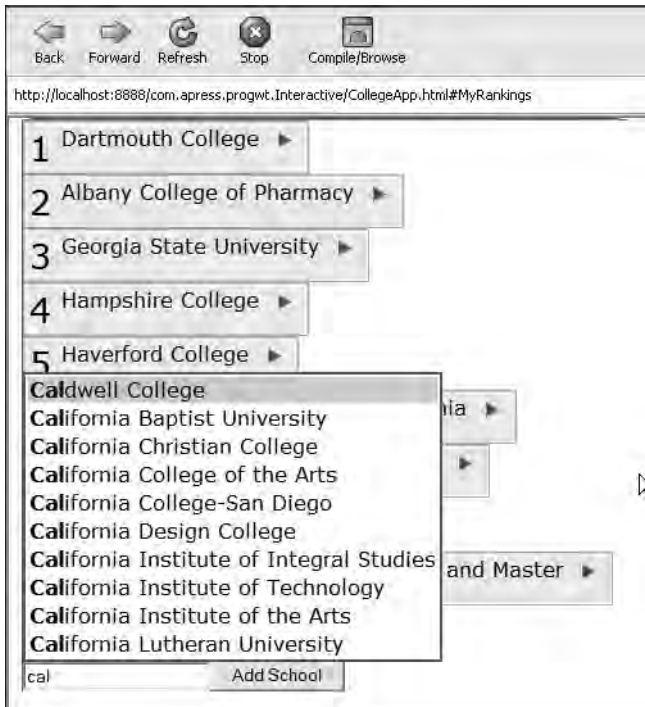 Back Forward Refresh Stop Compile/Browse
http://localhost:8888/com.apress.progwt.Interactive/CollegeApp.html#MyRankings
1 Dartmouth College
2 Albany College of Pharmacy
3 Georgia State University
4 Hampshire College
5 Haverford College
Caldwell College
California Baptist University
California Christian College
California College of the Arts
California College-San Diego
California Design College
California Institute of Integral Studies
and Master
California Institute of Technology
California Institute of the Arts
California Lutheran University
cal Add School